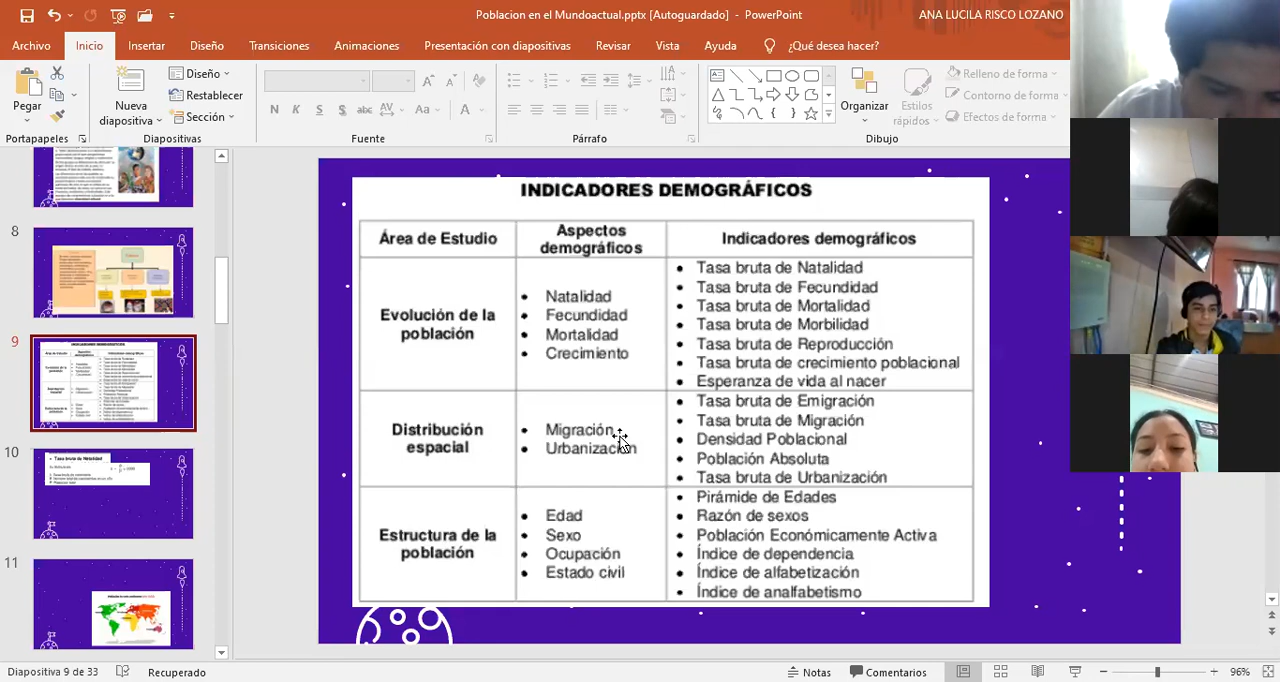 Poblacion en el Mundoactual.pptx [Autoguardado] - PowerPoint
ANA LUCILA RISCO LOZANO
Archivo Inicio Insertar Diseño Transiciones Animaciones Presentación con diapositivas Revisar Vista Ayuda ¿Qué desea hacer?
Pegar
Nueva
diapositiva
Diseño
Restablecer
Sección
N K S S abc AV Aa A
Organizar
Estilos
rápidos
Relleno de forma
Contorno de forma
Efectos de forma
Portapapeles Diapositivas Fuente Párrafo Dibujo
8
9
10
11
Tasa bruta de Natalidad
INDICADORES DEMOGRÁFICOS
Área de Estudio
Aspectos
demográficos
Indicadores demográficos
Evolución de la
población
• Natalidad
• Fecundidad
• Mortalidad
• Crecimiento
• Tasa bruta de Natalidad
• Tasa bruta de Fecundidad
• Tasa bruta de Mortalidad
• Tasa bruta de Morbilidad
• Tasa bruta de Reproducción
• Tasa bruta de crecimiento poblacional
• Esperanza de vida al nacer
Distribución
espacial
• Migración
• Urbanización
• Tasa bruta de Emigración
• Tasa bruta de Migración
• Densidad Poblacional
• Población Absoluta
• Tasa bruta de Urbanización
Estructura de la
población
• Edad
• Sexo
• Ocupación
• Estado civil
• Pirámide de Edades
• Razón de sexos
• Población Económicamente Activa
• Índice de dependencia
• Índice de alfabetización
• Índice de analfabetismo
Diapositiva 9 de 33
Recuperado
Notas
Comentarios
96%